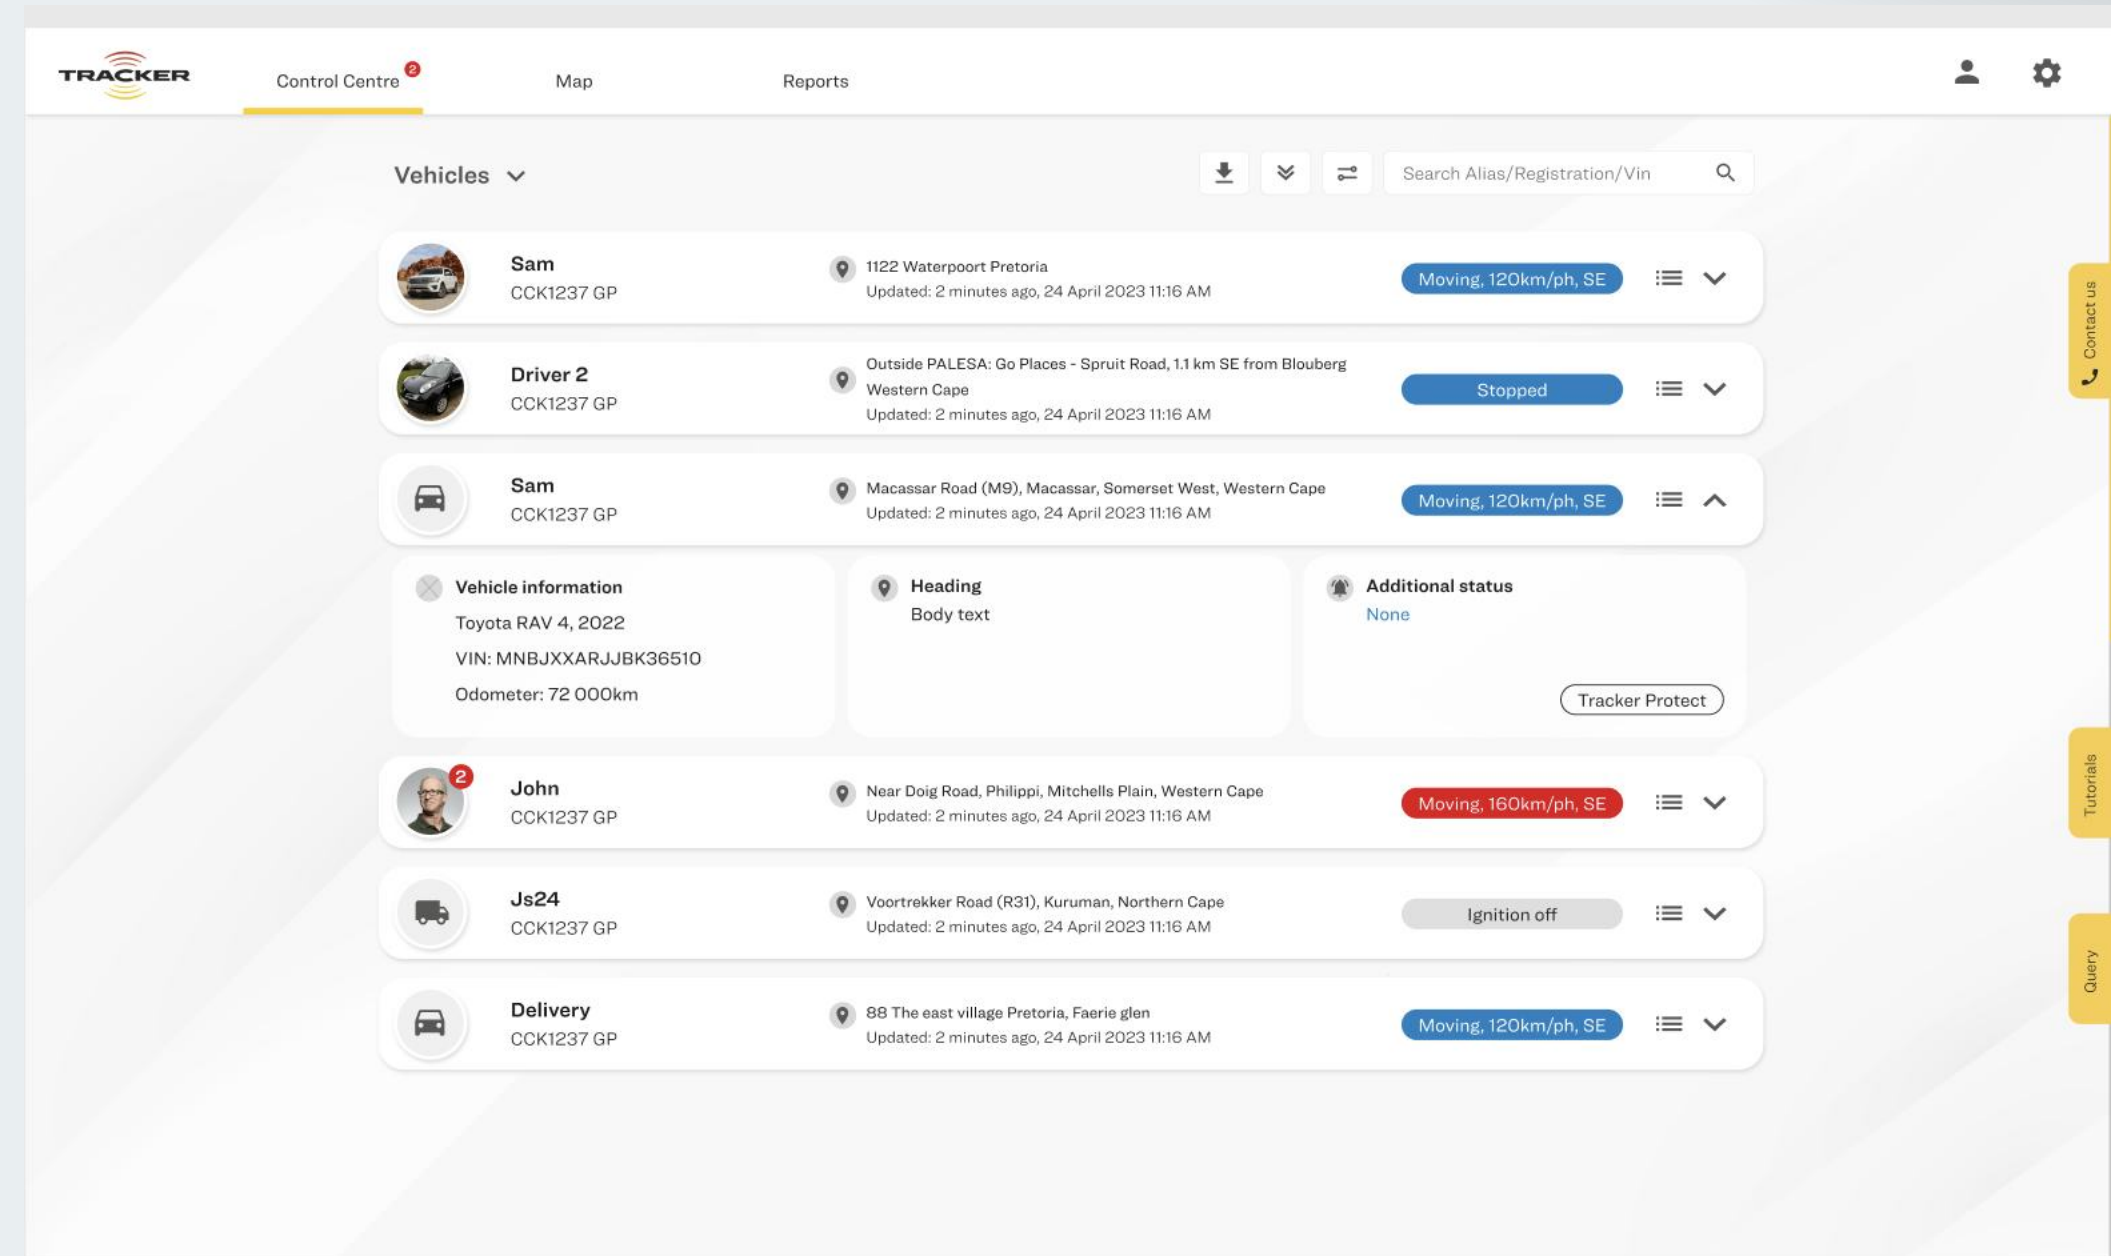 TRACKER
Control Centre
2
Map
Reports
Vehicles
Search Alias/Registration/Vin
Sam
CCK1237 GP
1122 Waterpoort Pretoria
Updated: 2 minutes ago, 24 April 2023 11:16 AM
Moving, 120km/ph, SE
Driver 2
CCK1237 GP
Outside PALESA: Go Places - Spruit Road, 1.1 km SE from Blouberg
Western Cape
Updated: 2 minutes ago, 24 April 2023 11:16 AM
Stopped
Sam
CCK1237 GP
Macassar Road (M9), Macassar, Somerset West, Western Cape
Updated: 2 minutes ago, 24 April 2023 11:16 AM
Moving, 120km/ph, SE
Vehicle information
Toyota RAV 4, 2022
VIN: MNBJXXARJJBK36510
Odometer: 72 000km
Heading
Body text
Additional status
None
Tracker Protect
2
John
CCK1237 GP
Near Doig Road, Philippi, Mitchells Plain, Western Cape
Updated: 2 minutes ago, 24 April 2023 11:16 AM
Moving, 160km/ph, SE
Js24
CCK1237 GP
Voortrekker Road (R31), Kuruman, Northern Cape
Updated: 2 minutes ago, 24 April 2023 11:16 AM
Ignition off
Delivery
CCK1237 GP
88 The east village Pretoria, Faerie glen
Updated: 2 minutes ago, 24 April 2023 11:16 AM
Moving, 120km/ph, SE
Contact us
Tutorials
Query